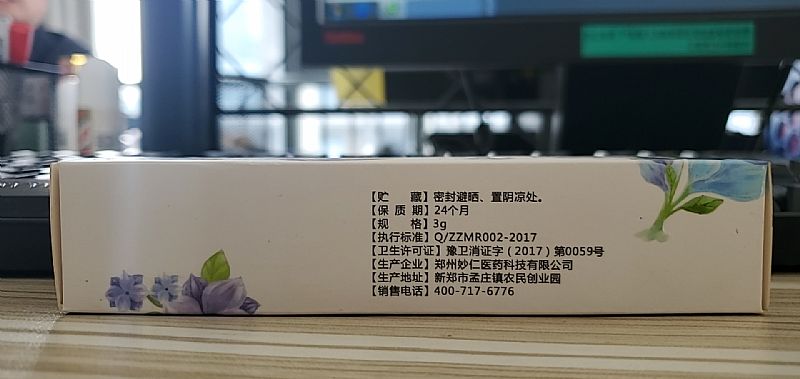 【贮 藏】密封避晒、置阴凉处。
【保 质 期】24个月
【规 格】3g
【执行标准】Q/ZZMR002-2017
【卫生许可证】豫卫消证字（2017）第0059号
【生产企业】郑州妙仁医药科技有限公司
【生产地址】新郑市孟庄镇农民创业园
【销售电话】400-717-6776